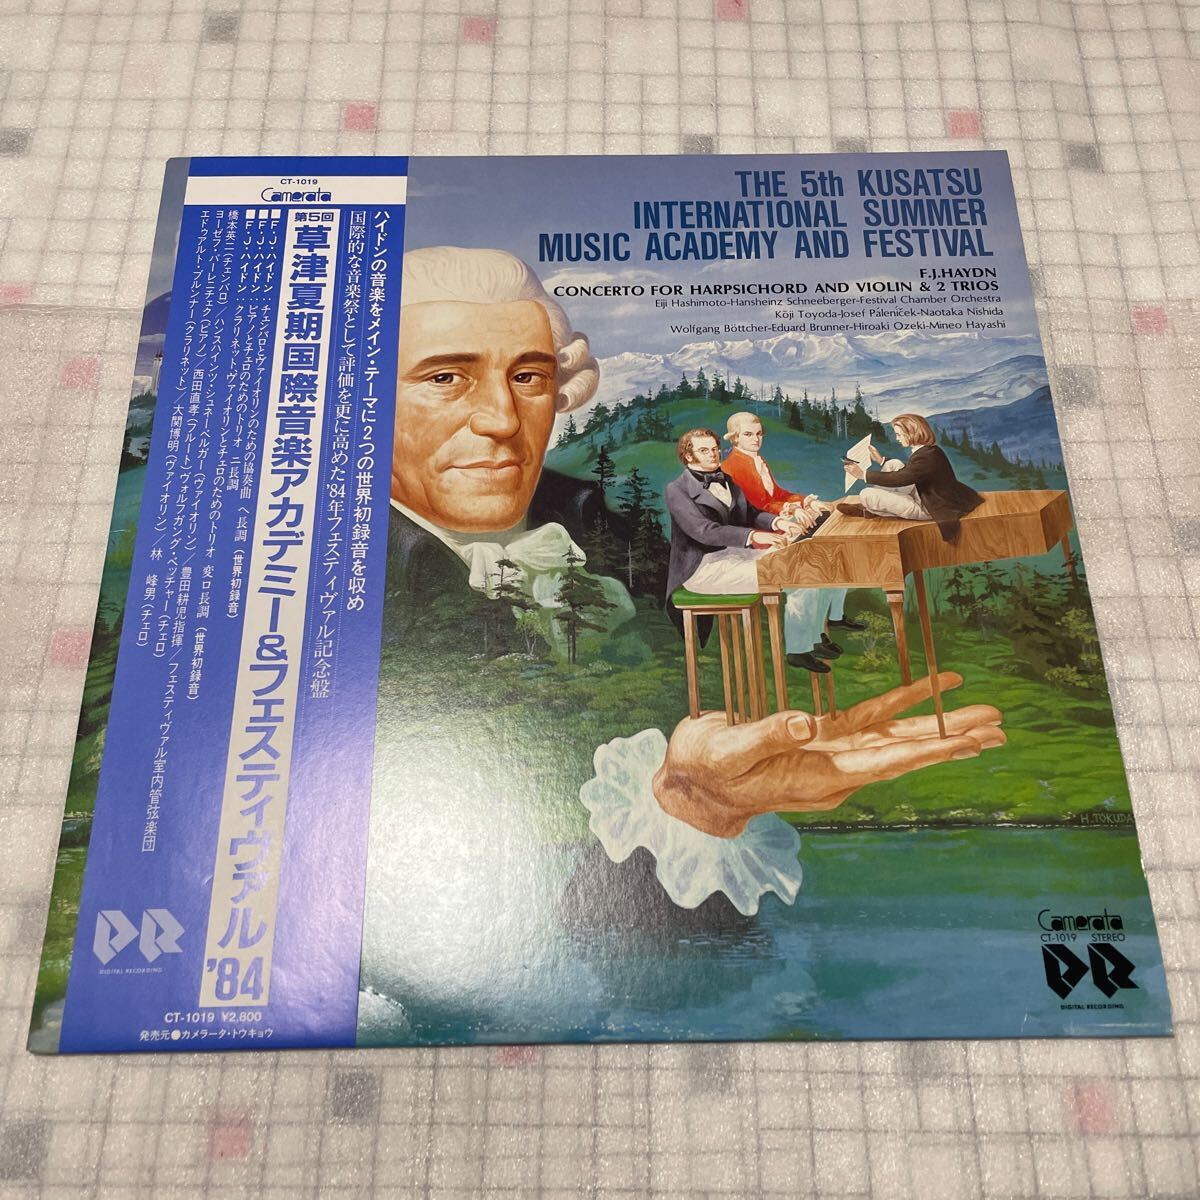 CT-1019
Camerata
ハイドンの音楽をメイン・テーマに2つの世界初録音を収め
国際的な音楽祭として評価を更に高めた'84年フェスティヴァル記念盤
第5回
草津夏期国際音楽アカデミー&フェスティヴァル'84
■F・J・ハイドン:チェンバロとヴァイオリンのための協奏曲 ヘ長調(世界初録音)
■F・J・ハイドン:ピアノとチェロのためのトリオ ニ長調
■F・J・ハイドン:クラリネット、ヴァイオリンとチェロのためのトリオ 変ロ長調(世界初録音)
橋本英二(チェンバロ)/ハンスハインツ・シュネーベルガー(ヴァイオリン)/豊田耕児指揮/フェスティヴァル室内管弦楽団
ヨーゼフ・パーレニチェク(ピアノ)/西田直孝(フルート)ヴォルフガング・ベッチャー(チェロ)
エドゥアルト・ブルンナー(クラリネット)/大関博明(ヴァイオリン)/林 峰男(チェロ)
DIGITAL RECORDING
CT-1019 ¥2,800
発売元●カメラータ・トウキョウ
THE 5th KUSATSU
INTERNATIONAL SUMMER
MUSIC ACADEMY AND FESTIVAL
F.J.HAYDN
CONCERTO FOR HARPSICHORD AND VIOLIN & 2 TRIOS
Eiji Hashimoto-Hansheinz Schneeberger-Festival Chamber Orchestra
Kōji Toyoda-Josef Páleníček-Naotaka Nishida
Wolfgang Böttcher-Eduard Brunner-Hiroaki Ozeki-Mineo Hayashi
H.TOKUDA
Camerata
CT-1019 STEREO
DIGITAL RECORDING